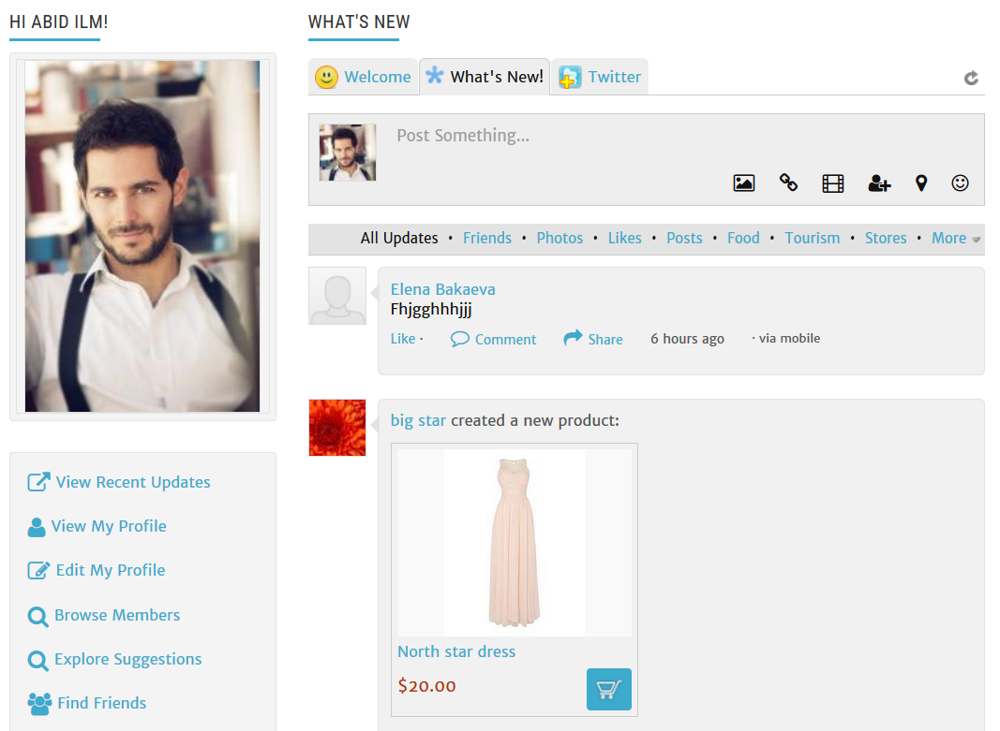 HI ABID ILM!
View Recent Updates
View My Profile
Edit My Profile
Browse Members
Explore Suggestions
Find Friends
WHAT'S NEW
Welcome What's New! Twitter
Post Something...
All Updates • Friends • Photos • Likes • Posts • Food • Tourism • Stores • More
Elena Bakaeva
Fhjgghhhjjj
Like · Comment Share 6 hours ago · via mobile
big star created a new product:
North star dress
$20.00